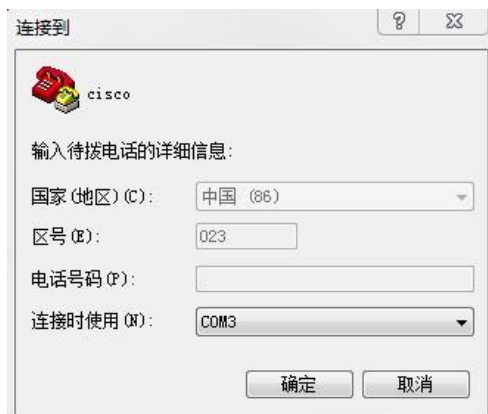 连接到
cisco
输入待拨电话的详细信息:
国家(地区)(C): 中国 (86)
区号(E): 023
电话号码(P):
连接时使用(N): COM3
确定 取消